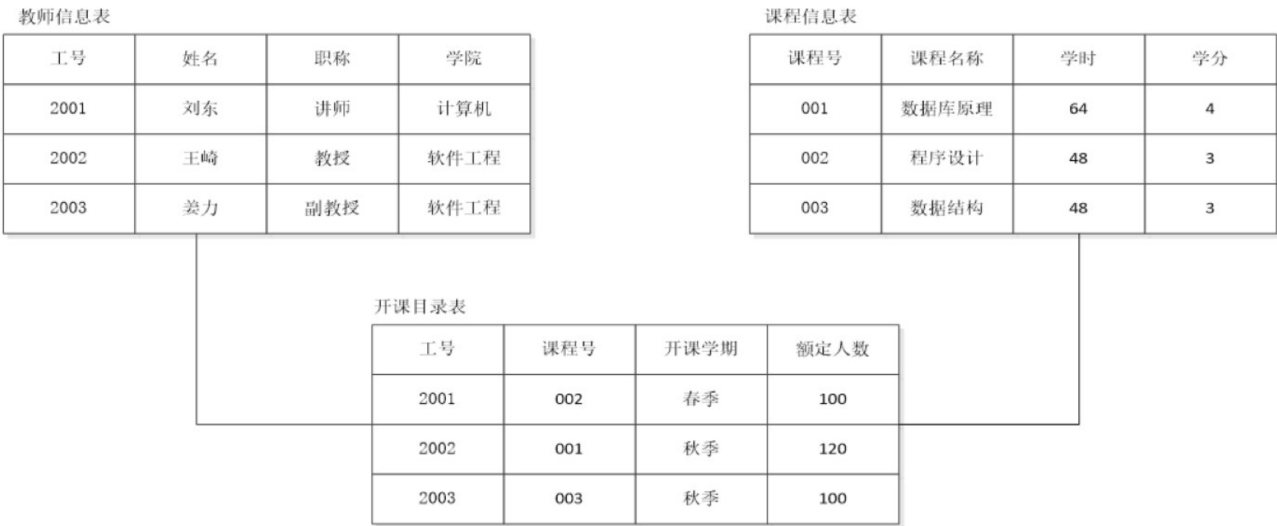 教师信息表
工号 姓名 职称 学院
2001 刘东 讲师 计算机
2002 王崎 教授 软件工程
2003 姜力 副教授 软件工程
课程信息表
课程号 课程名称 学时 学分
001 数据库原理 64 4
002 程序设计 48 3
003 数据结构 48 3
开课目录表
工号 课程号 开课学期 额定人数
2001 002 春季 100
2002 001 秋季 120
2003 003 秋季 100